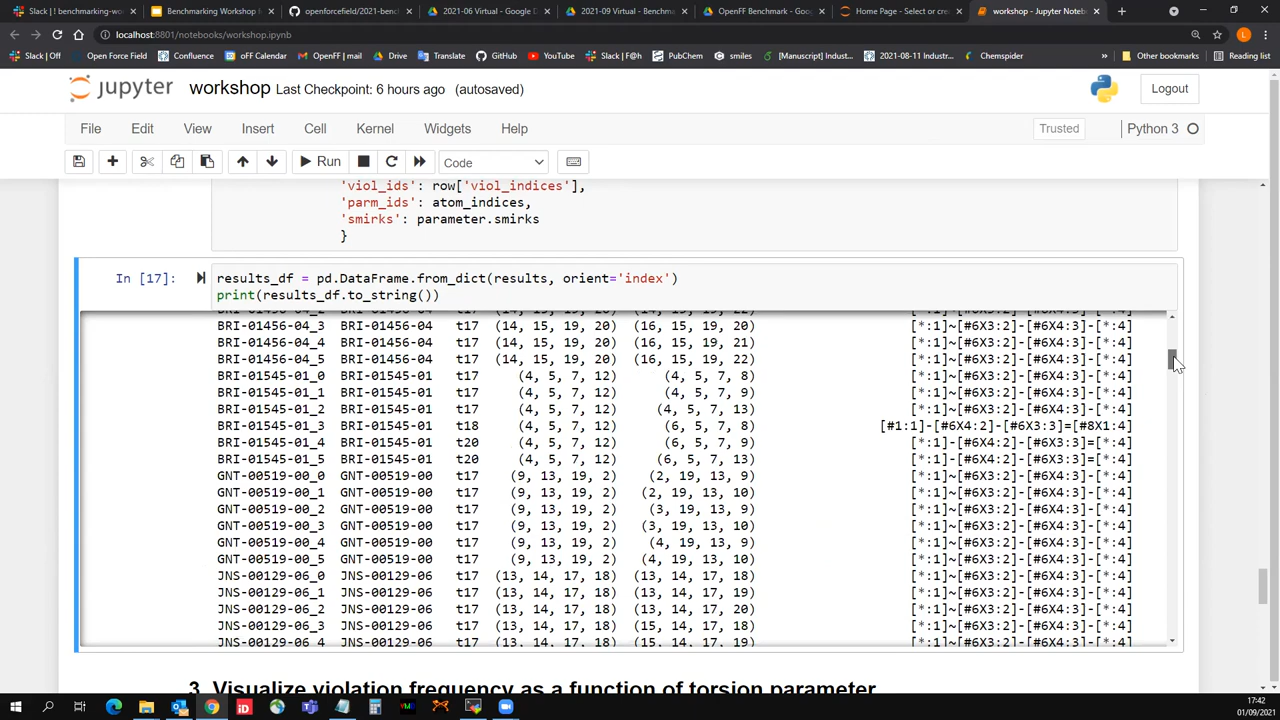 Slack | ! benchmarking-work
Benchmarking Workshop
openforcefield/2021-bench
2021-06 Virtual - Google D
2021-09 Virtual - Benchma
OpenFF Benchmark - Goog
Home Page - Select or cre
workshop - Jupyter Notebo
localhost:8801/notebooks/workshop.ipynb
Slack | Off
Open Force Field
Confluence
oFF Calendar
OpenFF | mail
Drive
Translate
GitHub
YouTube
Slack | F@h
PubChem
smiles
[Manuscript] Indust...
2021-08-11 Industr...
Chemspider
»
Other bookmarks
Reading list
jupyter workshop Last Checkpoint: 6 hours ago (autosaved)
Logout
File Edit View Insert Cell Kernel Widgets Help
Trusted
Python 3
Run
Code
'viol_ids': row['viol_indices'],
'parm_ids': atom_indices,
'smirks': parameter.smirks
}
In [17]:
results_df = pd.DataFrame.from_dict(results, orient='index')
print(results_df.to_string())
BRI-01456-04_2 BRI-01456-04 t17 (14, 15, 19, 20) (16, 15, 19, 20) [*:1]~[#6X3:2]-[#6X4:3]-[*:4]
BRI-01456-04_3 BRI-01456-04 t17 (14, 15, 19, 20) (16, 15, 19, 20) [*:1]~[#6X3:2]-[#6X4:3]-[*:4]
BRI-01456-04_4 BRI-01456-04 t17 (14, 15, 19, 20) (16, 15, 19, 21) [*:1]~[#6X3:2]-[#6X4:3]-[*:4]
BRI-01456-04_5 BRI-01456-04 t17 (14, 15, 19, 20) (16, 15, 19, 22) [*:1]~[#6X3:2]-[#6X4:3]-[*:4]
BRI-01545-01_0 BRI-01545-01 t17 (4, 5, 7, 12) (4, 5, 7, 8) [*:1]~[#6X3:2]-[#6X4:3]-[*:4]
BRI-01545-01_1 BRI-01545-01 t17 (4, 5, 7, 12) (4, 5, 7, 9) [*:1]~[#6X3:2]-[#6X4:3]-[*:4]
BRI-01545-01_2 BRI-01545-01 t17 (4, 5, 7, 12) (4, 5, 7, 13) [*:1]~[#6X3:2]-[#6X4:3]-[*:4]
BRI-01545-01_3 BRI-01545-01 t18 (4, 5, 7, 12) (6, 5, 7, 8) [#1:1]-[#6X4:2]-[#6X3:3]=[#8X1:4]
BRI-01545-01_4 BRI-01545-01 t20 (4, 5, 7, 12) (6, 5, 7, 9) [*:1]-[#6X4:2]-[#6X3:3]=[*:4]
BRI-01545-01_5 BRI-01545-01 t20 (4, 5, 7, 12) (6, 5, 7, 13) [*:1]-[#6X4:2]-[#6X3:3]=[*:4]
GNT-00519-00_0 GNT-00519-00 t17 (9, 13, 19, 2) (2, 19, 13, 9) [*:1]~[#6X3:2]-[#6X4:3]-[*:4]
GNT-00519-00_1 GNT-00519-00 t17 (9, 13, 19, 2) (2, 19, 13, 10) [*:1]~[#6X3:2]-[#6X4:3]-[*:4]
GNT-00519-00_2 GNT-00519-00 t17 (9, 13, 19, 2) (3, 19, 13, 9) [*:1]~[#6X3:2]-[#6X4:3]-[*:4]
GNT-00519-00_3 GNT-00519-00 t17 (9, 13, 19, 2) (3, 19, 13, 10) [*:1]~[#6X3:2]-[#6X4:3]-[*:4]
GNT-00519-00_4 GNT-00519-00 t17 (9, 13, 19, 2) (4, 19, 13, 9) [*:1]~[#6X3:2]-[#6X4:3]-[*:4]
GNT-00519-00_5 GNT-00519-00 t17 (9, 13, 19, 2) (4, 19, 13, 10) [*:1]~[#6X3:2]-[#6X4:3]-[*:4]
JNS-00129-06_0 JNS-00129-06 t17 (13, 14, 17, 18) (13, 14, 17, 18) [*:1]~[#6X3:2]-[#6X4:3]-[*:4]
JNS-00129-06_1 JNS-00129-06 t17 (13, 14, 17, 18) (13, 14, 17, 19) [*:1]~[#6X3:2]-[#6X4:3]-[*:4]
JNS-00129-06_2 JNS-00129-06 t17 (13, 14, 17, 18) (13, 14, 17, 20) [*:1]~[#6X3:2]-[#6X4:3]-[*:4]
JNS-00129-06_3 JNS-00129-06 t17 (13, 14, 17, 18) (15, 14, 17, 18) [*:1]~[#6X3:2]-[#6X4:3]-[*:4]
JNS-00129-06_4 JNS-00129-06 t17 (13, 14, 17, 18) (15, 14, 17, 19) [*:1]~[#6X3:2]-[#6X4:3]-[*:4]
3. Visualize violation frequency as a function of torsion parameter
17:42
01/09/2021